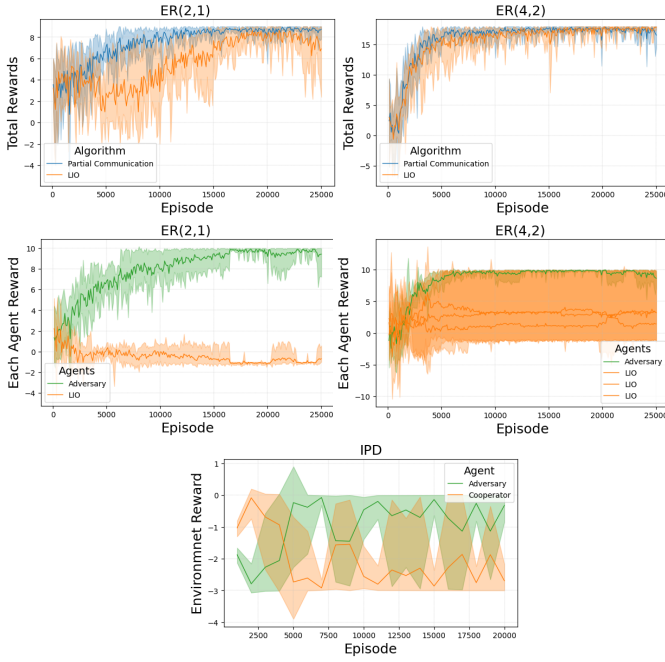 ER(2,1)
Total Rewards
8
6
4
2
0
−2
−4
Algorithm
Partial Communication
LIO
0 5000 10000 15000 20000 25000
Episode
ER(4,2)
Total Rewards
15
10
5
0
−5
Algorithm
Partial Communication
LIO
0 5000 10000 15000 20000 25000
Episode
ER(2,1)
Each Agent Reward
10
8
6
4
2
0
−2
−4
Agents
Adversary
LIO
0 5000 10000 15000 20000 25000
Episode
ER(4,2)
Each Agent Reward
10
5
0
−5
−10
Agents
Adversary
LIO
LIO
LIO
0 5000 10000 15000 20000 25000
Episode
IPD
Environmnet Reward
1
0
−1
−2
−3
−4
Agent
Adversary
Cooperator
2500 5000 7500 10000 12500 15000 17500 20000
Episode